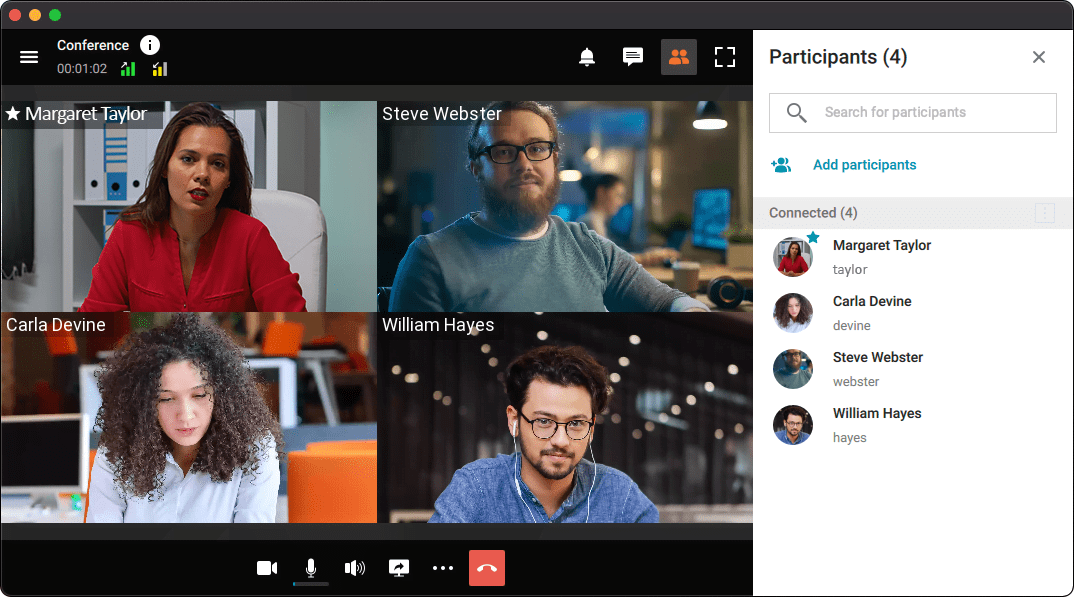 Conference
00:01:02
Margaret Taylor
Steve Webster
Carla Devine
William Hayes
Participants (4)
Search for participants
Add participants
Connected (4)
Margaret Taylor
taylor
Carla Devine
devine
Steve Webster
webster
William Hayes
hayes